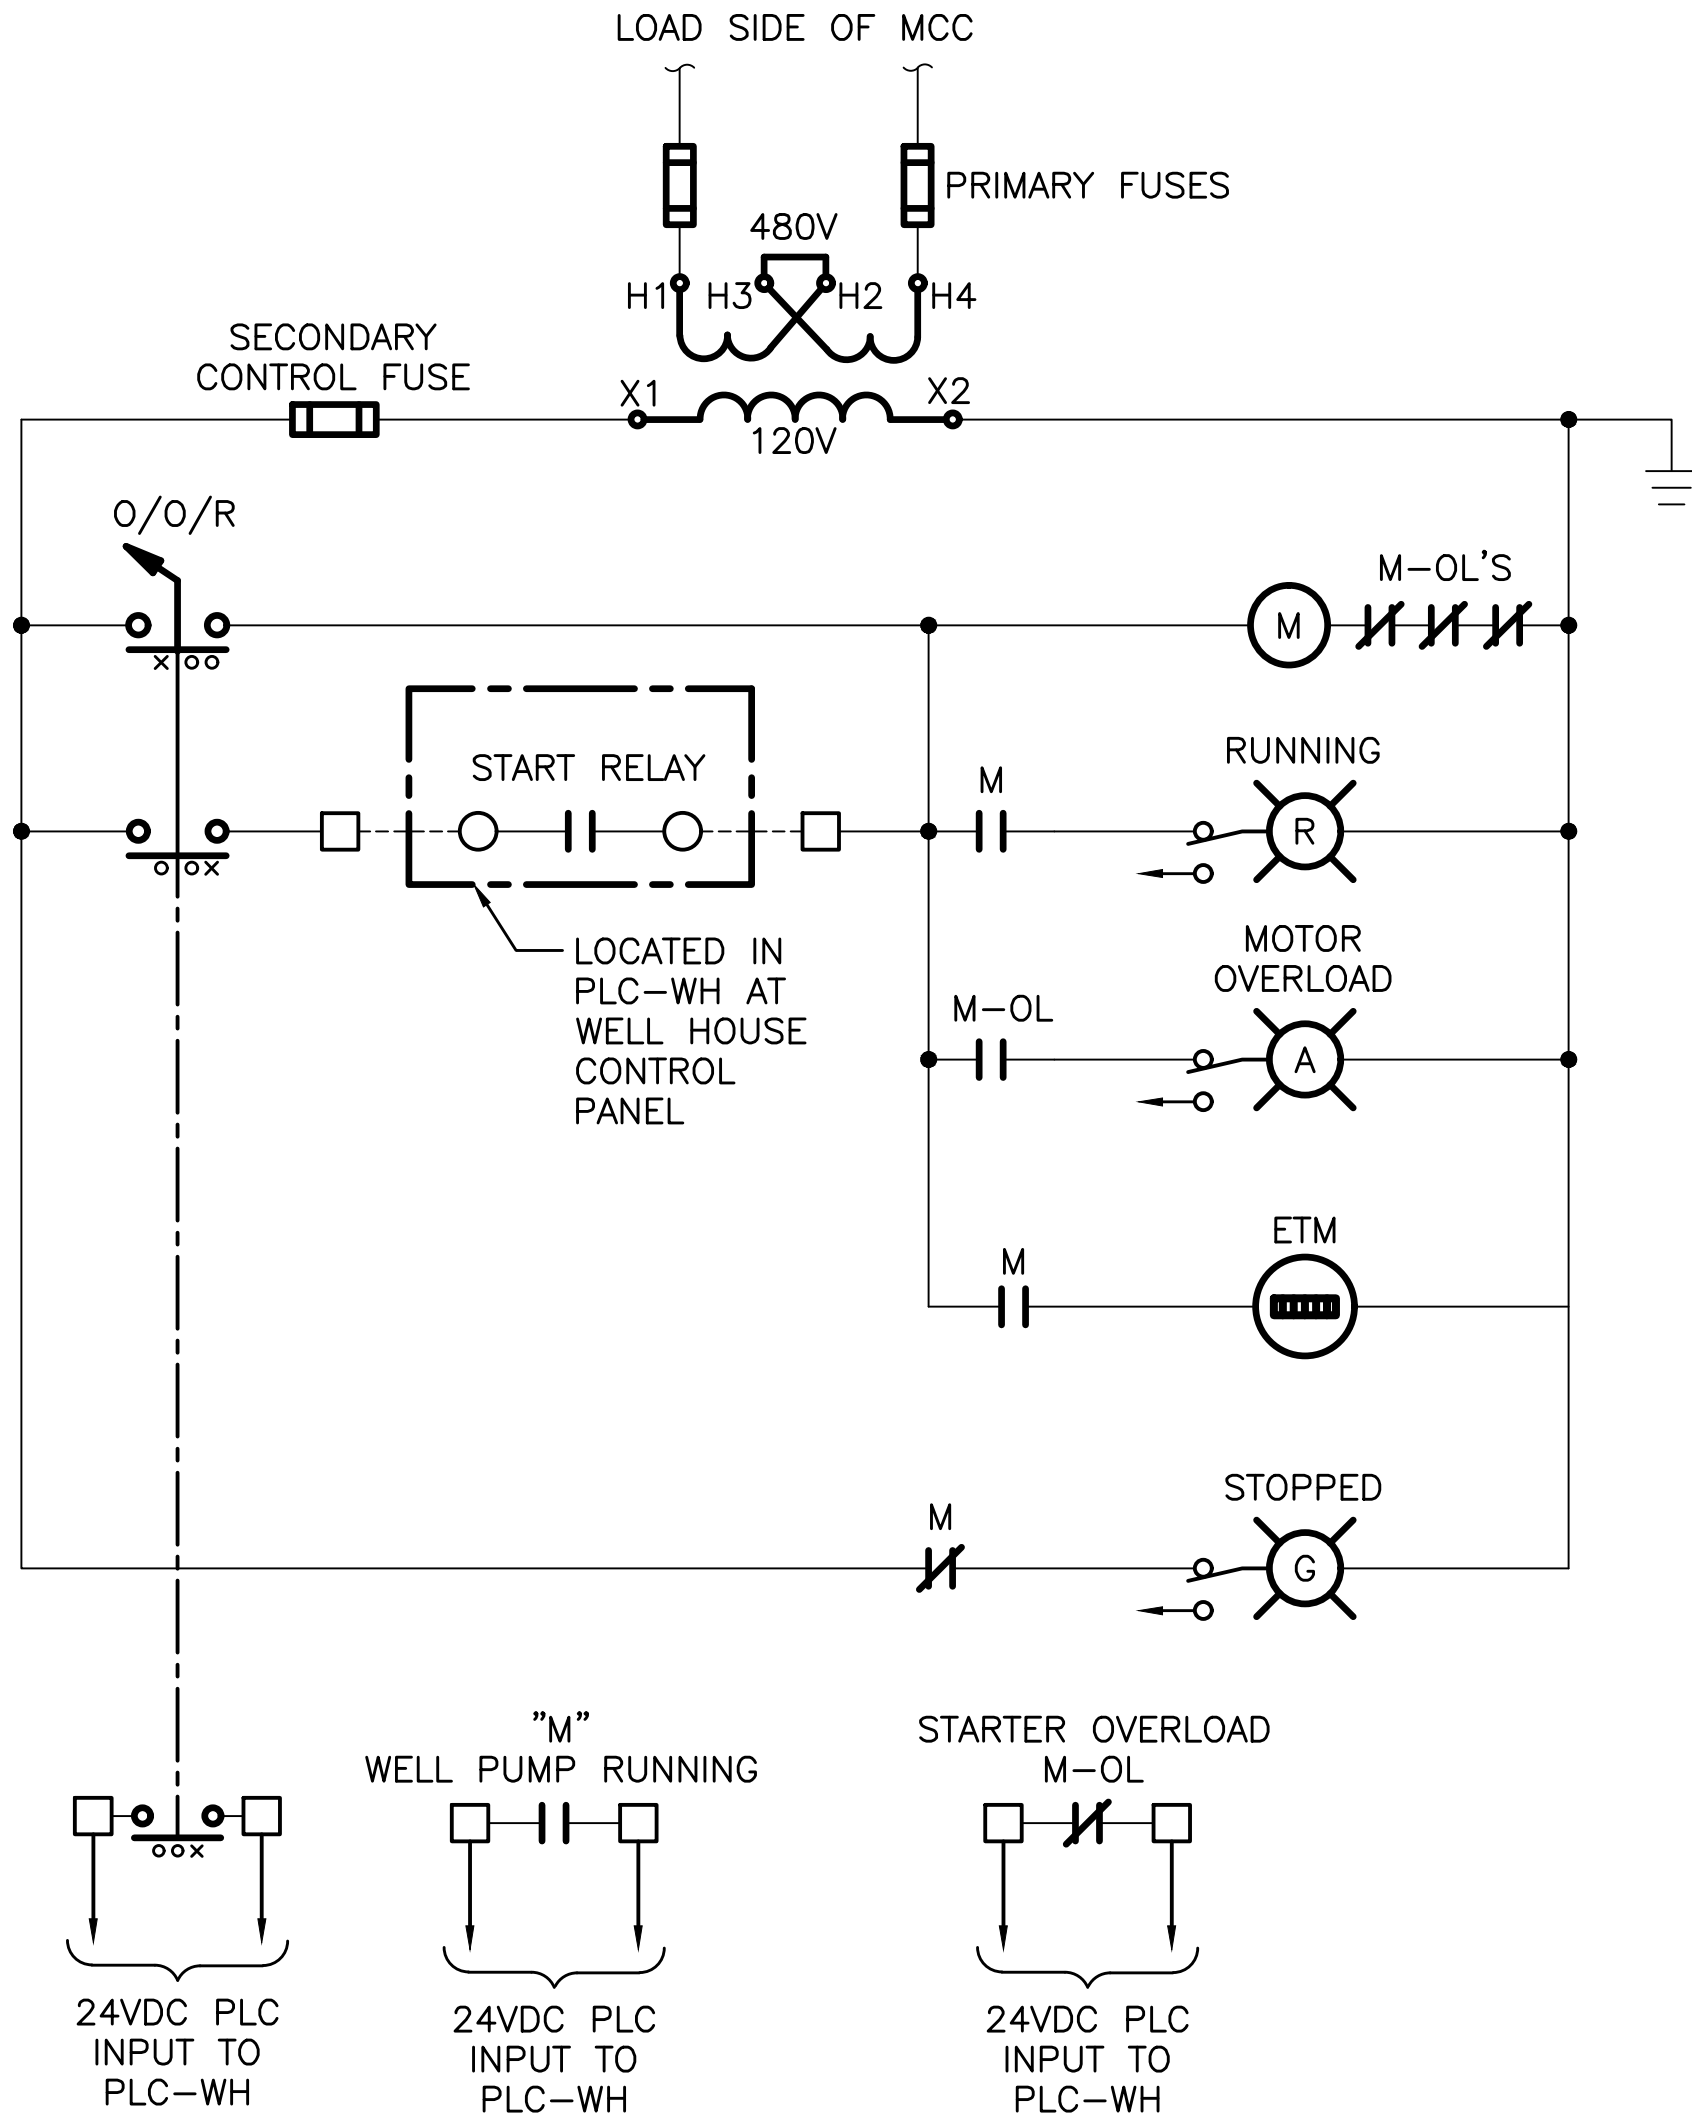 LOAD SIDE OF MCC
PRIMARY FUSES
480V
H1 H3 H2 H4
SECONDARY
CONTROL FUSE
X1 X2
120V
O/O/R
M-OL'S
M
X O O
START RELAY
RUNNING
M
R
O O X
LOCATED IN
PLC-WH AT
WELL HOUSE
CONTROL
PANEL
MOTOR
OVERLOAD
M-OL
A
ETM
M
STOPPED
M
G
"M"
WELL PUMP RUNNING
STARTER OVERLOAD
M-OL
O O X
24VDC PLC
INPUT TO
PLC-WH
24VDC PLC
INPUT TO
PLC-WH
24VDC PLC
INPUT TO
PLC-WH